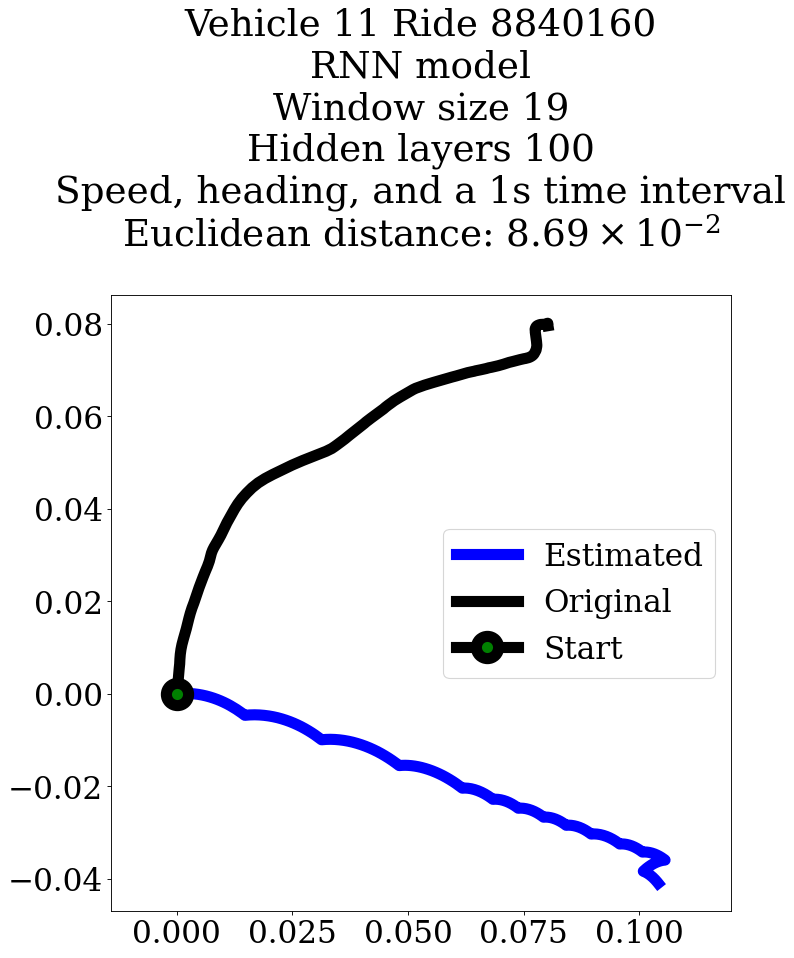 Vehicle 11 Ride 8840160
RNN model
Window size 19
Hidden layers 100
Speed, heading, and a 1s time interval
Euclidean distance: 8.69 × 10⁻²
0.08
0.06
0.04
0.02
0.00
−0.02
−0.04
Estimated
Original
Start
0.000 0.025 0.050 0.075 0.100